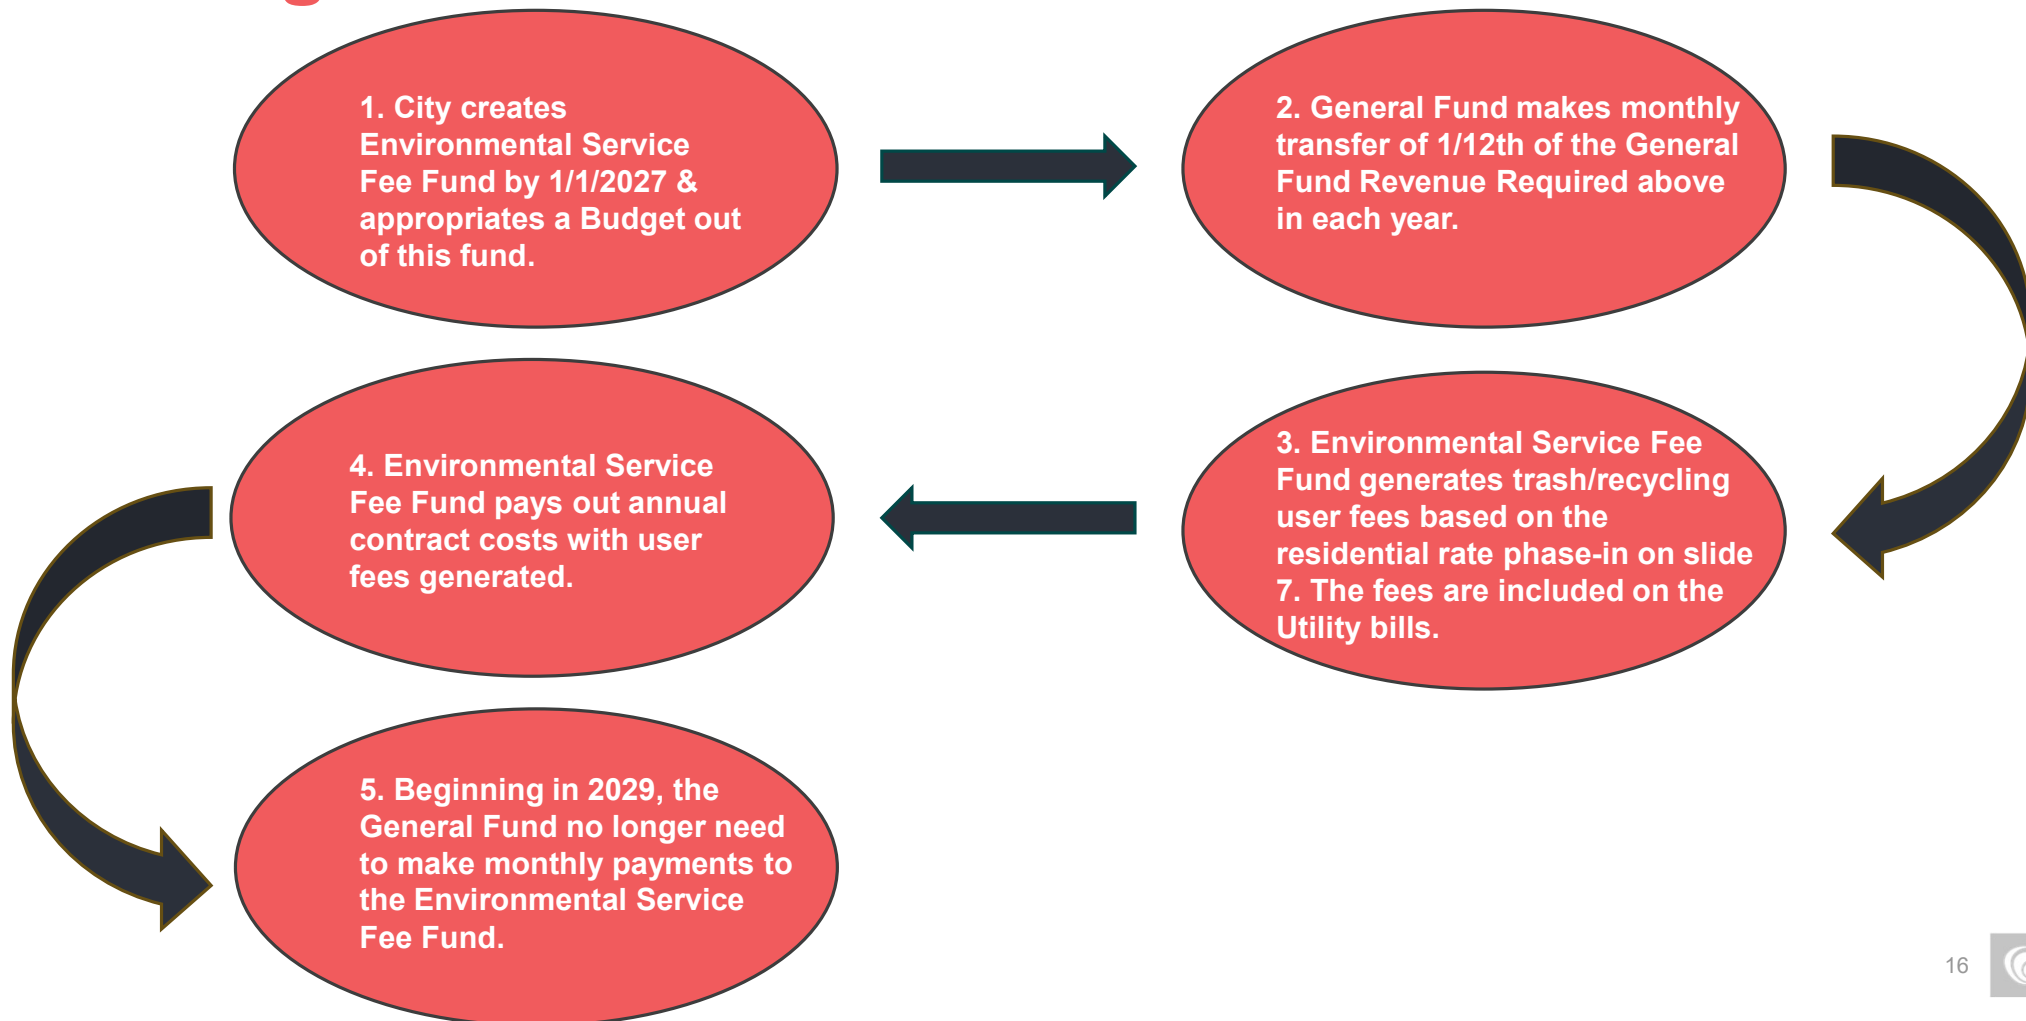 1. City creates
Environmental Service
Fee Fund by 1/1/2027 &
appropriates a Budget out
of this fund.
2. General Fund makes monthly
transfer of 1/12th of the General
Fund Revenue Required above
in each year.
3. Environmental Service Fee
Fund generates trash/recycling
user fees based on the
residential rate phase-in on slide
7. The fees are included on the
Utility bills.
4. Environmental Service
Fee Fund pays out annual
contract costs with user
fees generated.
5. Beginning in 2029, the
General Fund no longer need
to make monthly payments to
the Environmental Service
Fee Fund.
16